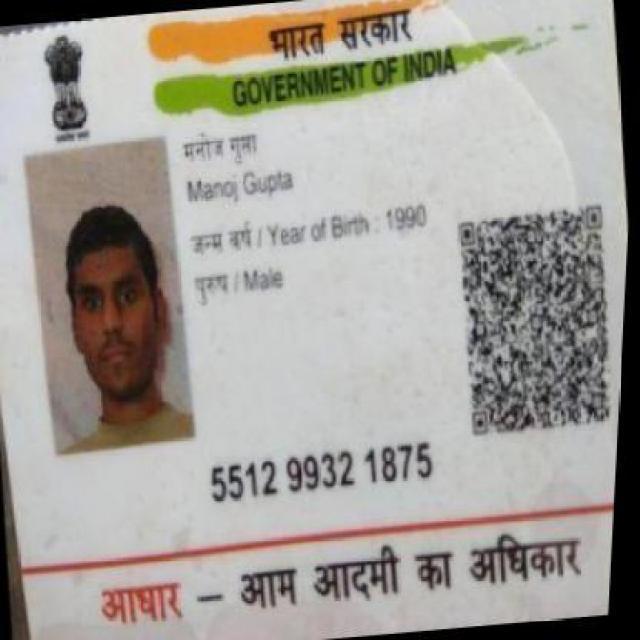 भारत सरकार
GOVERNMENT OF INDIA
मनोज गुप्ता
Manoj Gupta
जन्म वर्ष / Year of Birth : 1990
पुरुष / Male
5512 9932 1875
आधार – आम आदमी का अधिकार